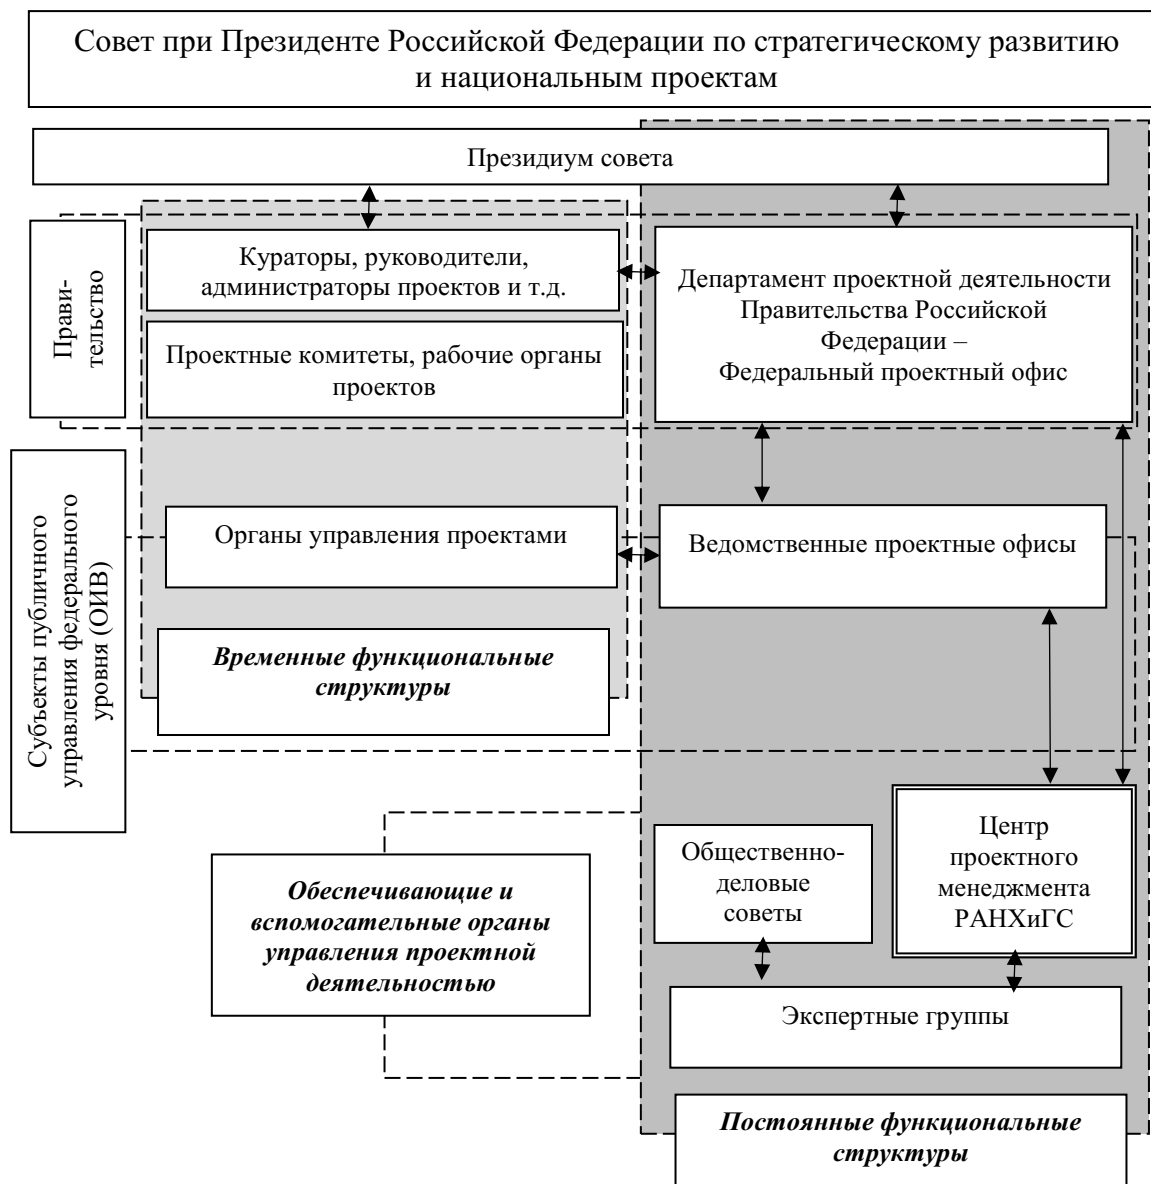 Совет при Президенте Российской Федерации по стратегическому развитию
и национальным проектам
Президиум совета
Прави-
тельство
Кураторы, руководители,
администраторы проектов и т.д.
Проектные комитеты, рабочие органы
проектов
Департамент проектной деятельности
Правительства Российской
Федерации –
Федеральный проектный офис
Субъекты публичного
управления федерального
уровня (ОИВ)
Органы управления проектами
Ведомственные проектные офисы
Временные функциональные
структуры
Обеспечивающие и
вспомогательные органы
управления проектной
деятельностью
Общественно-
деловые
советы
Центр
проектного
менеджмента
РАНХиГС
Экспертные группы
Постоянные функциональные
структуры